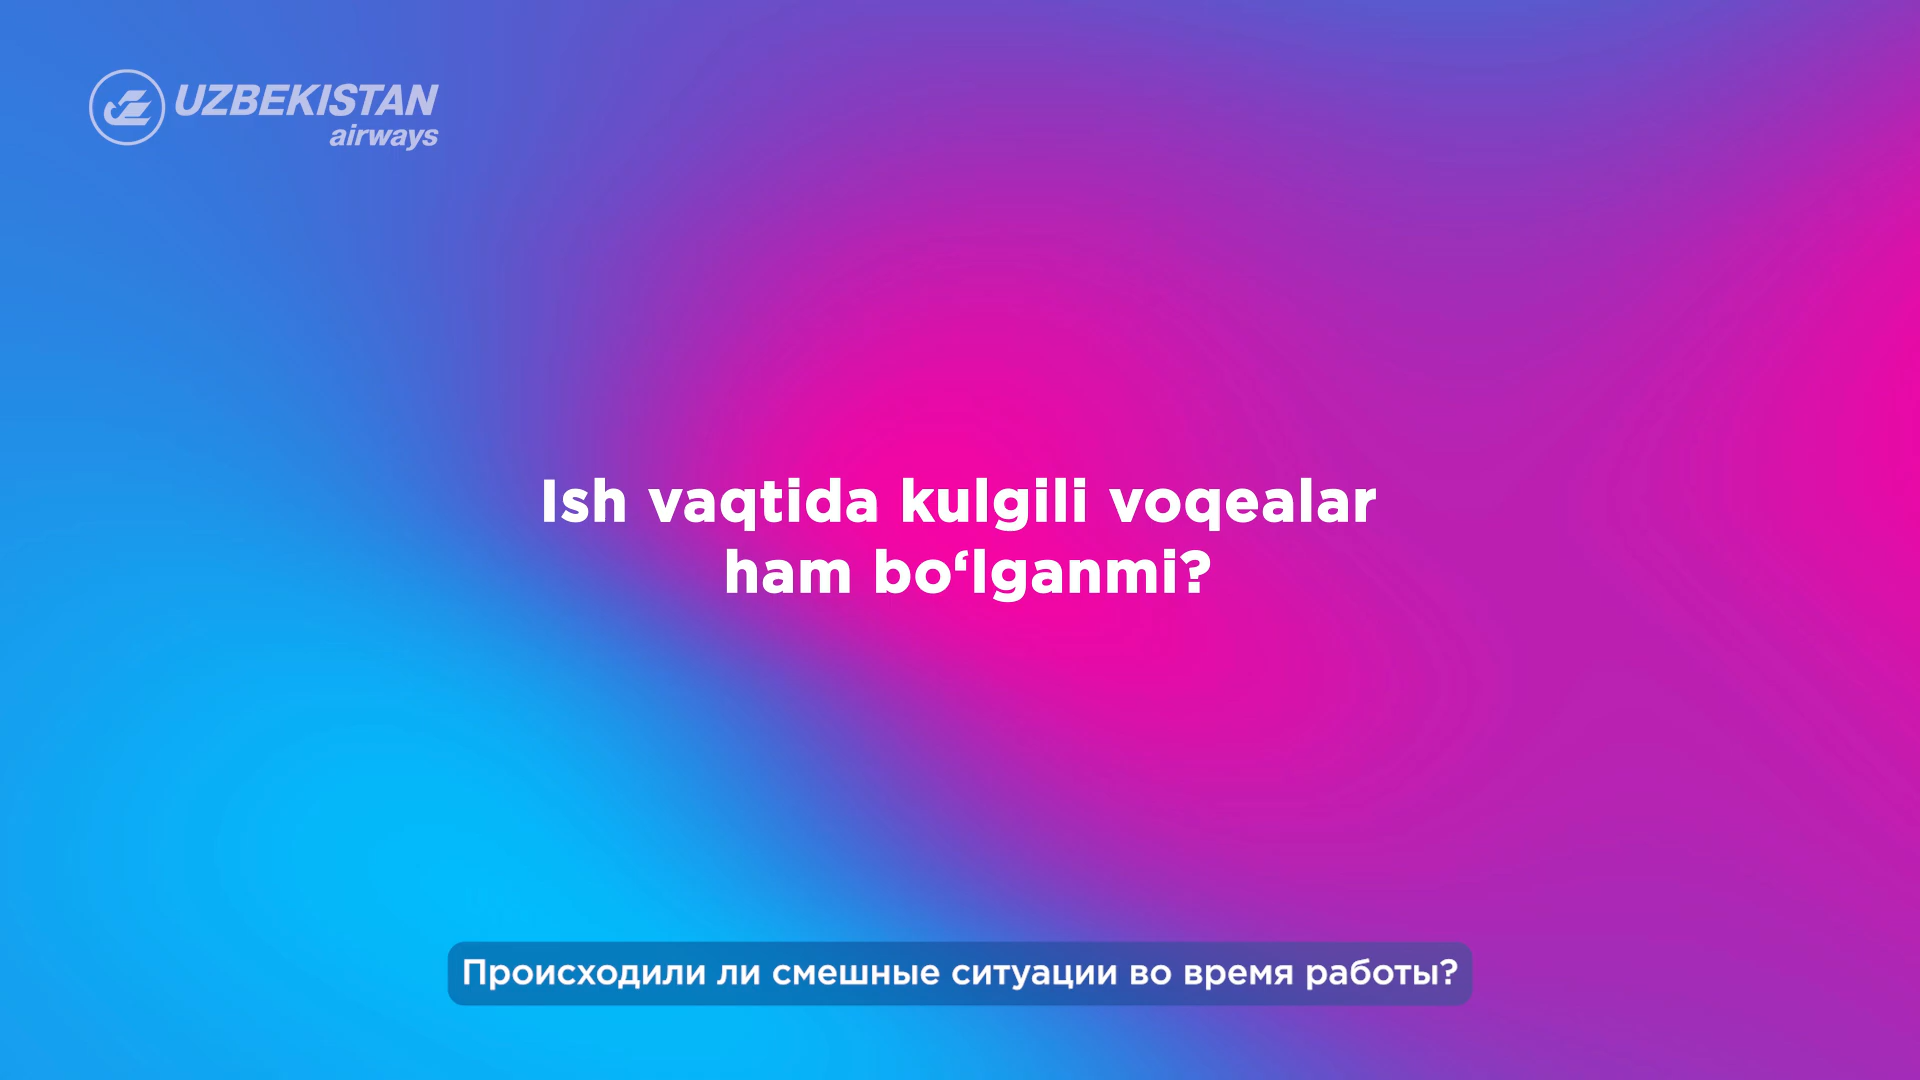 UZBEKISTAN
airways
Ish vaqtida kulgili voqealar
ham bo‘lganmi?
Происходили ли смешные ситуации во время работы?